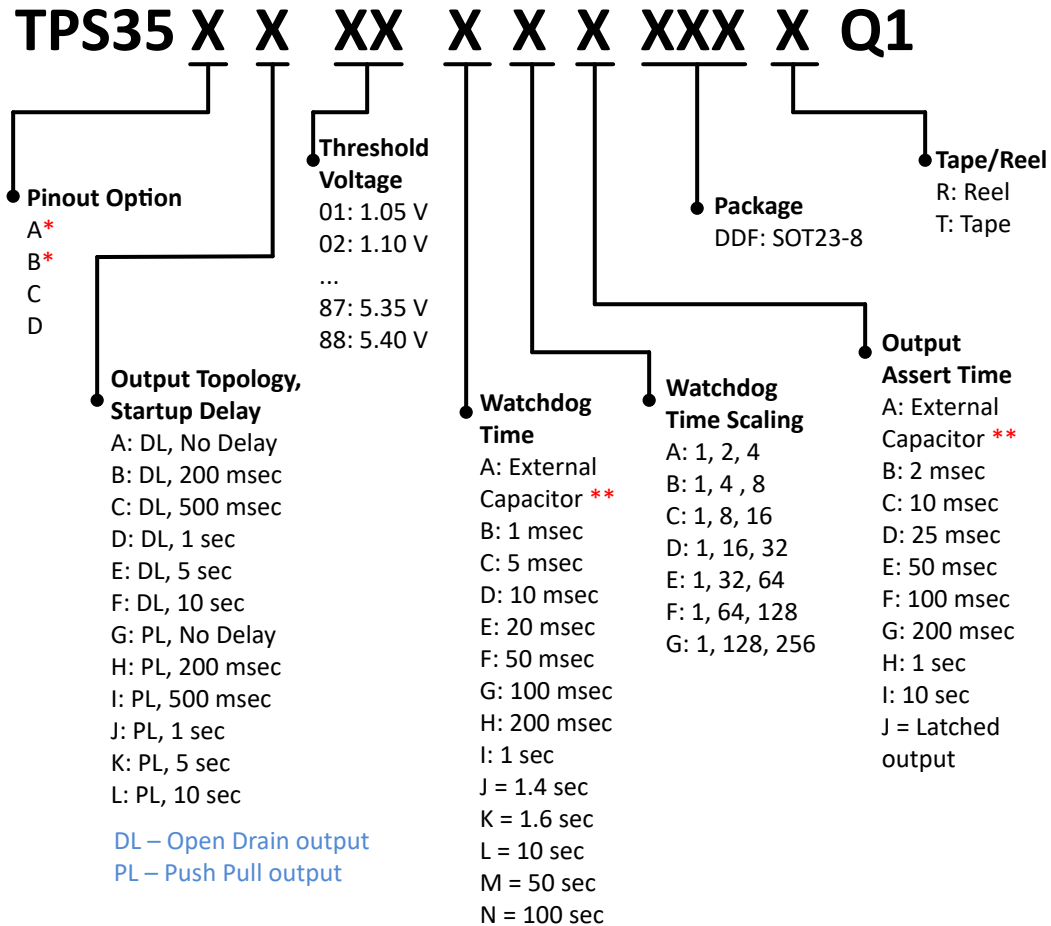 TPS35 X X XX X X X XXX X Q1
Pinout Option
A*
B*
C
D
Output Topology,
Startup Delay
A: DL, No Delay
B: DL, 200 msec
C: DL, 500 msec
D: DL, 1 sec
E: DL, 5 sec
F: DL, 10 sec
G: PL, No Delay
H: PL, 200 msec
I: PL, 500 msec
J: PL, 1 sec
K: PL, 5 sec
L: PL, 10 sec
DL – Open Drain output
PL – Push Pull output
Threshold
Voltage
01: 1.05 V
02: 1.10 V
...
87: 5.35 V
88: 5.40 V
Watchdog
Time
A: External
Capacitor **
B: 1 msec
C: 5 msec
D: 10 msec
E: 20 msec
F: 50 msec
G: 100 msec
H: 200 msec
I: 1 sec
J = 1.4 sec
K = 1.6 sec
L = 10 sec
M = 50 sec
N = 100 sec
Watchdog
Time Scaling
A: 1, 2, 4
B: 1, 4 , 8
C: 1, 8, 16
D: 1, 16, 32
E: 1, 32, 64
F: 1, 64, 128
G: 1, 128, 256
Output
Assert Time
A: External
Capacitor **
B: 2 msec
C: 10 msec
D: 25 msec
E: 50 msec
F: 100 msec
G: 200 msec
H: 1 sec
I: 10 sec
J = Latched
output
Package
DDF: SOT23-8
Tape/Reel
R: Reel
T: Tape